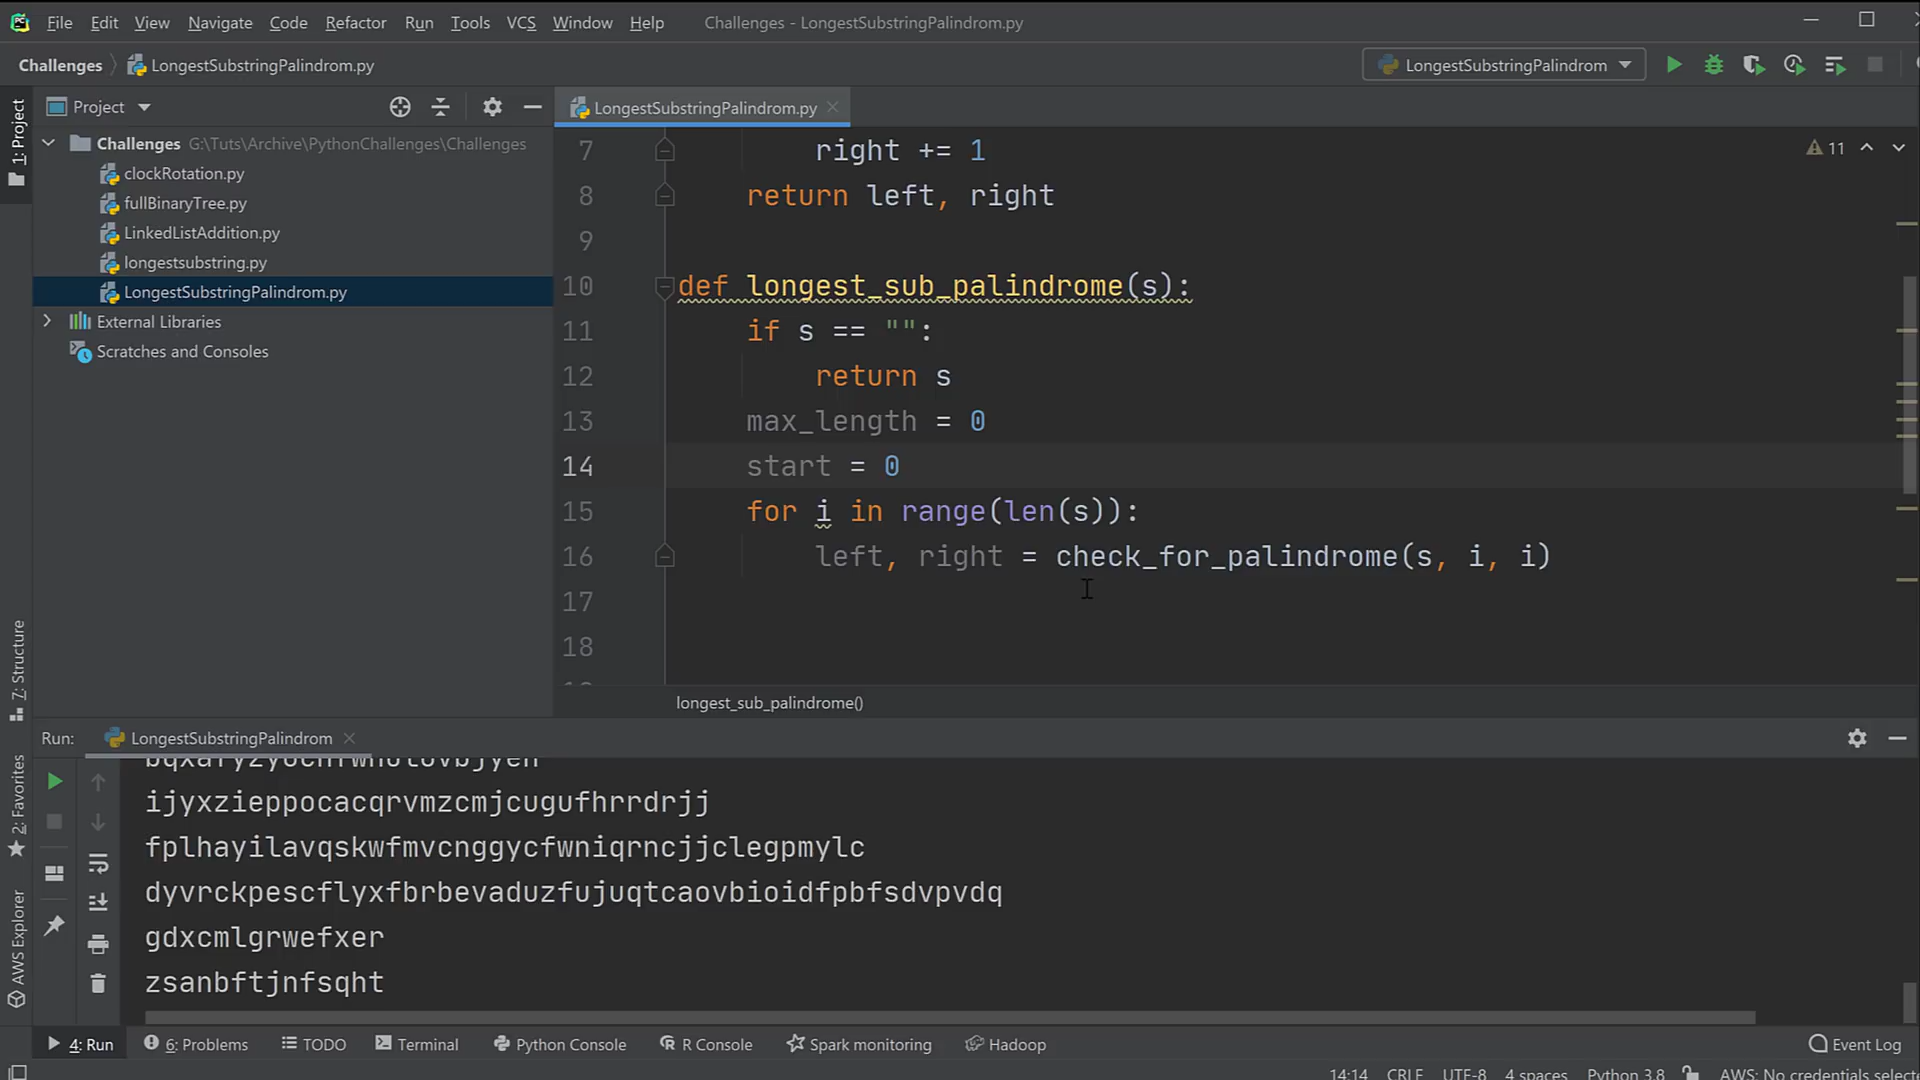 File Edit View Navigate Code Refactor Run Tools VCS Window Help Challenges - LongestSubstringPalindrom.py
Challenges LongestSubstringPalindrom.py LongestSubstringPalindrom
1: Project
Project
LongestSubstringPalindrom.py
Challenges G:\Tuts\Archive\PythonChallenges\Challenges
clockRotation.py
fullBinaryTree.py
LinkedListAddition.py
longestsubstring.py
LongestSubstringPalindrom.py
External Libraries
Scratches and Consoles
11
7 right += 1
8 return left, right
9
10 def longest_sub_palindrome(s):
11 if s == "":
12 return s
13 max_length = 0
14 start = 0
15 for i in range(len(s)):
16 left, right = check_for_palindrome(s, i, i)
17
18
longest_sub_palindrome()
7: Structure
2: Favorites
AWS Explorer
Run: LongestSubstringPalindrom
ijyxzieppocacqrvmzcmjcugufhrrdrjj
fplhayilavqskwfmvcnggycfwniqrncjjclegpmylc
dyvrckpescflyxfbrbevaduzfujuqtcaovbioidfpbfsdvpvdq
gdxcmlgrwefxer
zsanbftjnfsqht
4: Run 6: Problems TODO Terminal Python Console R Console Spark monitoring Hadoop Event Log
14:14 CRLF UTF-8 4 spaces Python 3.8 AWS: No credentials selecte